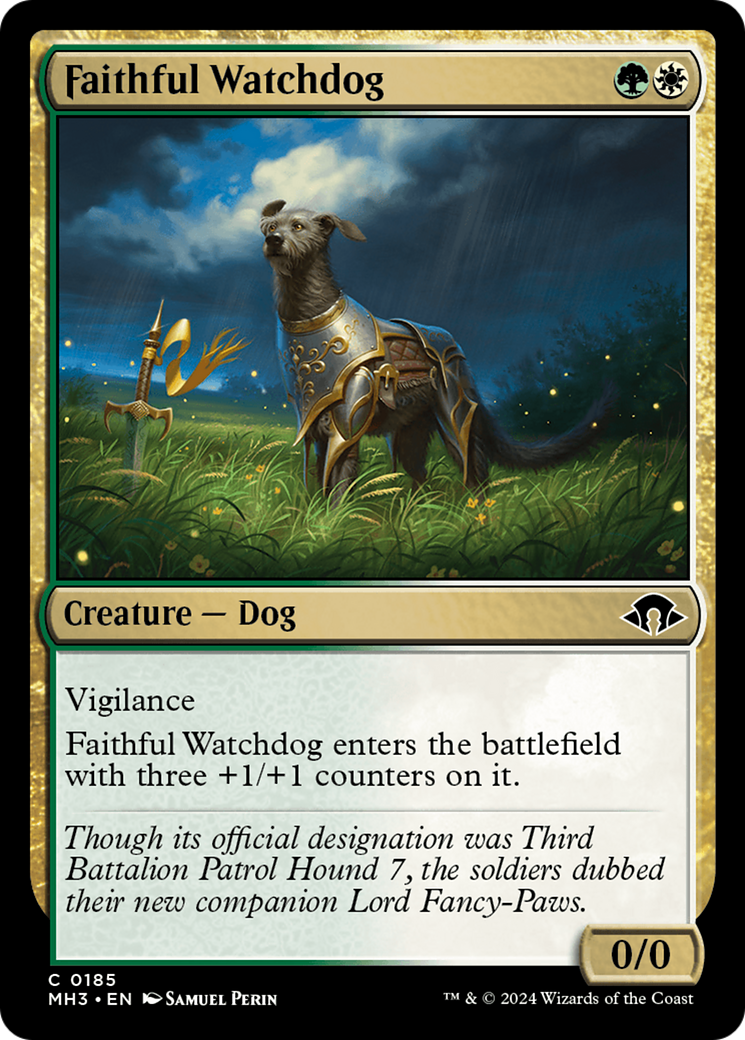 Faithful Watchdog
Creature — Dog
Vigilance
Faithful Watchdog enters the battlefield
with three +1/+1 counters on it.
Though its official designation was Third
Battalion Patrol Hound 7, the soldiers dubbed
their new companion Lord Fancy-Paws.
0/0
C 0185
MH3 • EN Samuel Perin
™ & © 2024 Wizards of the Coast